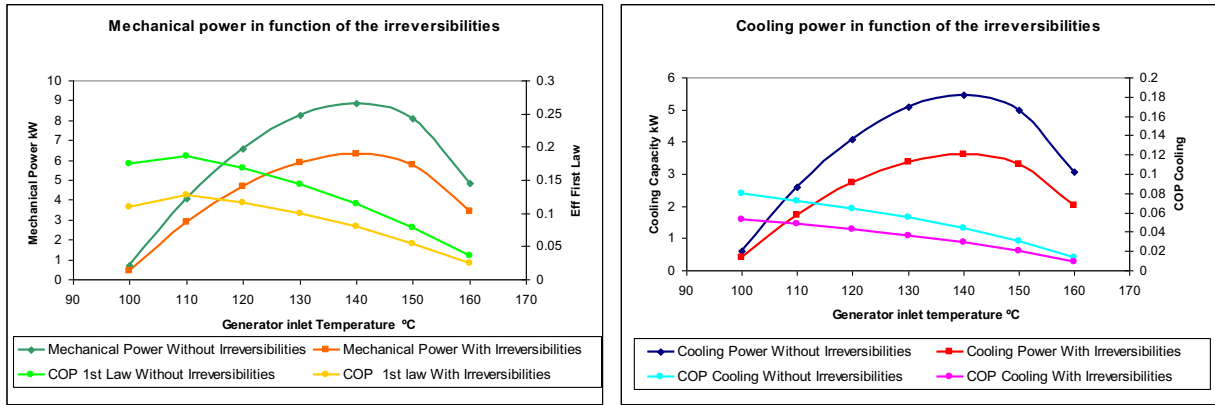 Mechanical power in function of the irreversibilities
10
9
8
7
6
5
4
3
2
1
0
Mechanical Power kW
0.3
0.25
0.2
0.15
0.1
0.05
0
Eff First Law
90 100 110 120 130 140 150 160 170
Generator inlet Temperature ºC
Mechanical Power Without Irreversibilities
Mechanical Power With Irreversibilities
COP 1st Law Without Irreversibilities
COP 1st law With Irreversibilities
Cooling power in function of the irreversibilities
6
5
4
3
2
1
0
Cooling Capacity kW
0.2
0.18
0.16
0.14
0.12
0.1
0.08
0.06
0.04
0.02
0
COP Cooling
90 100 110 120 130 140 150 160 170
Generator inlet temperature ºC
Cooling Power Without Irreversibilities
Cooling Power With Irreversibilities
COP Cooling Without Irreversibilities
COP Cooling With Irreversibilities